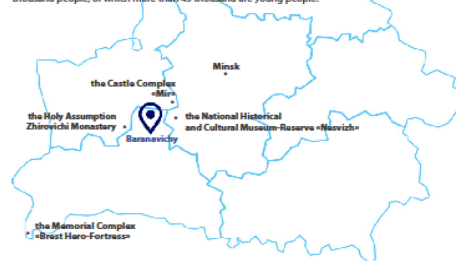 thousand people, of which more than 45 thousand are young people.
Minsk
the Castle Complex
«Mir»
the Holy Assumption
Zhirovichi Monastery
the National Historical
and Cultural Museum-Reserve «Nesvizh»
Baranavichy
the Memorial Complex
«Brest Hero-Fortress»